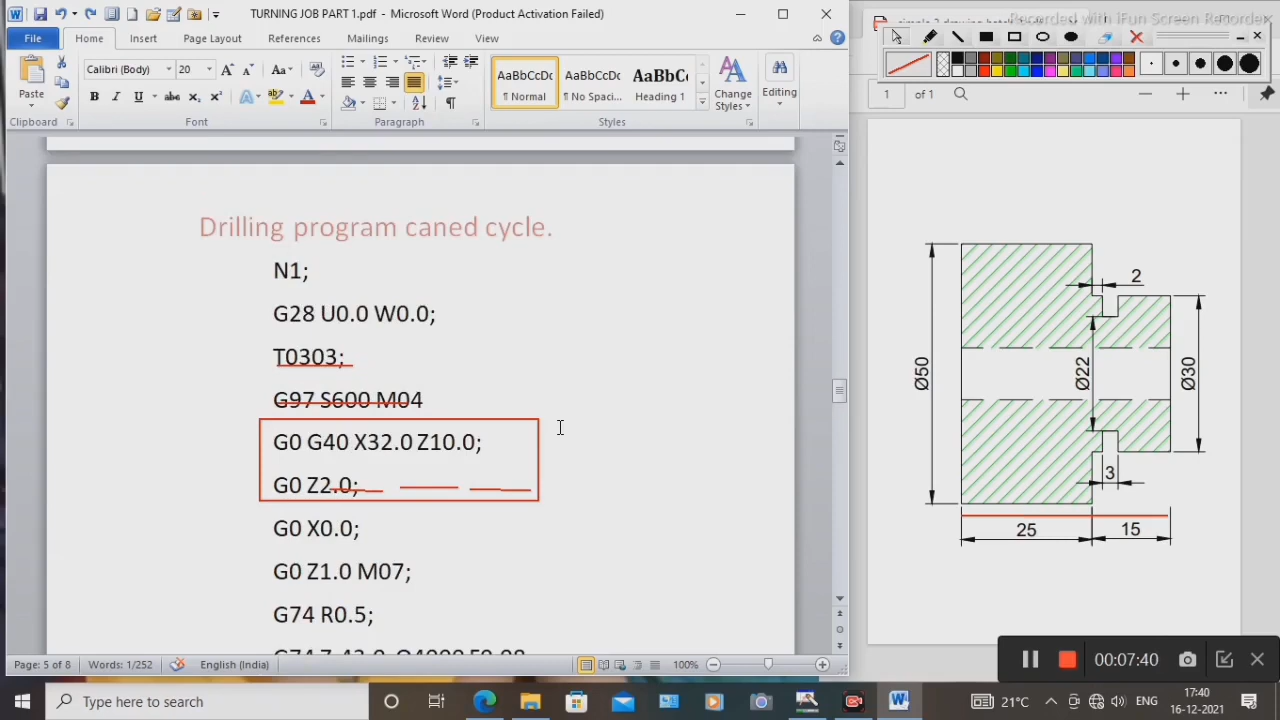 TURNING JOB PART 1.pdf - Microsoft Word (Product Activation Failed)
Recorded with iFun Screen Recorder
File Home Insert Page Layout References Mailings Review View
Calibri (Body) 20
Paste
Clipboard
Font
Paragraph
AaBbCcDc AaBbCcDc AaBbCc
¶ Normal ¶ No Spaci... Heading 1
Change
Styles
Styles
Editing
1 of 1
Drilling program caned cycle.
N1;
G28 U0.0 W0.0;
T0303;
G97 S600 M04
G0 G40 X32.0 Z10.0;
G0 Z2.0;
G0 X0.0;
G0 Z1.0 M07;
G74 R0.5;
2
Ø50
Ø22
Ø30
3
25
15
Page: 5 of 8 Words: 1/252 English (India) 100%
00:07:40
Type here to search
21°C ENG 17:40
16-12-2021